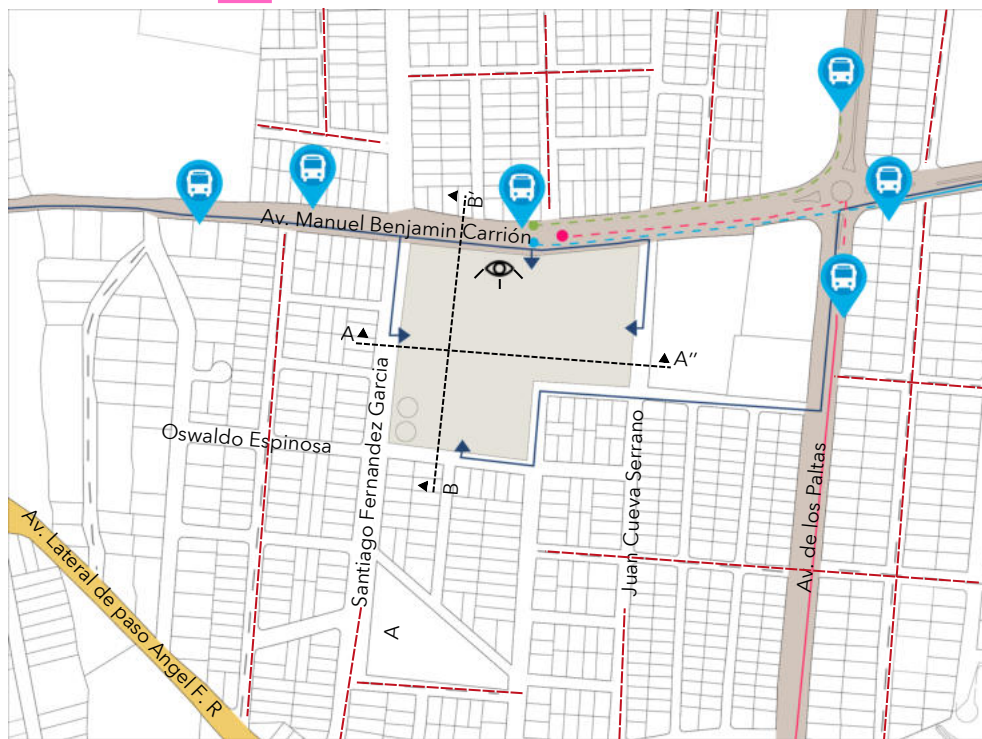 B'
Av. Manuel Benjamin Carrión
A
A"
Santiago Fernandez Garcia
Oswaldo Espinosa
B
Juan Cueva Serrano
Av. de los Paltas
Av. Lateral de paso Angel F. R
A